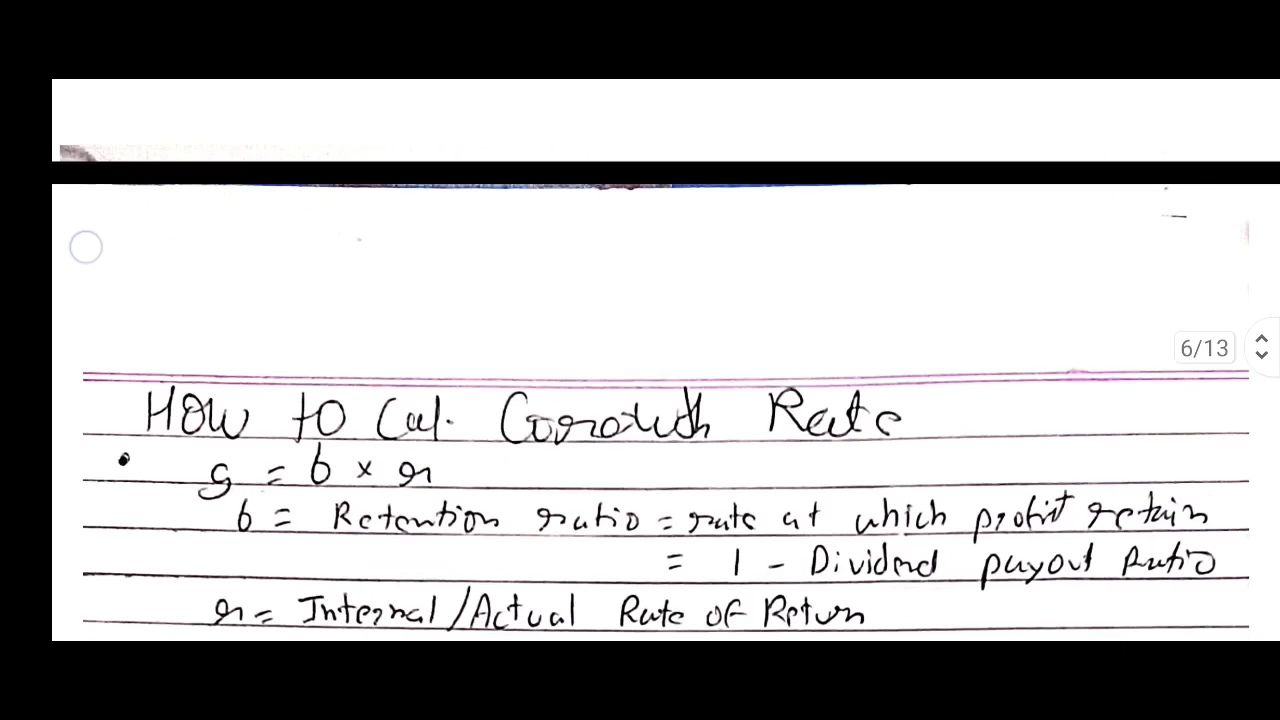 6/13
How to Cal. Growth Rate
g = b × r
b = Retention ratio = rate at which profit retain
= 1 - Dividend payout Ratio
r = Internal/Actual Rate of Return